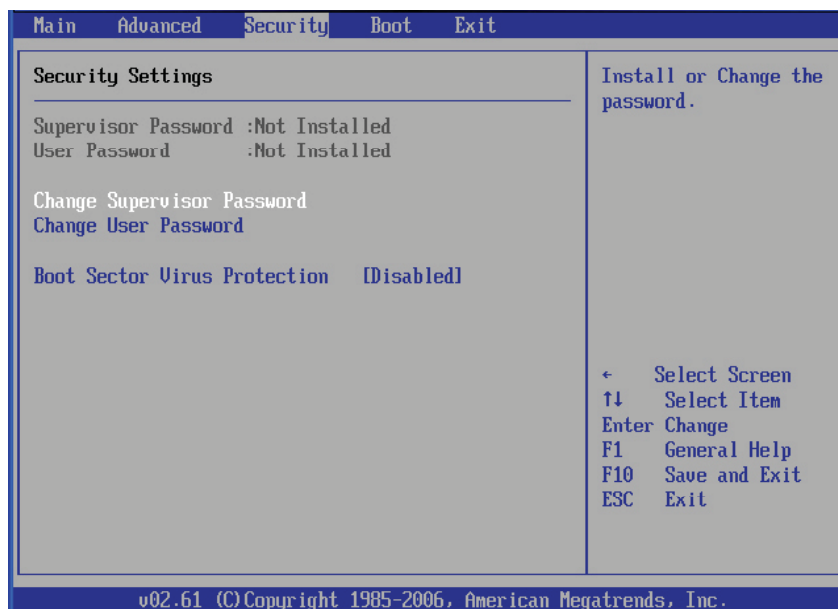 Main Advanced Security Boot Exit
Security Settings
Supervisor Password :Not Installed
User Password :Not Installed
Change Supervisor Password
Change User Password
Boot Sector Virus Protection [Disabled]
Install or Change the
password.
← Select Screen
↑↓ Select Item
Enter Change
F1 General Help
F10 Save and Exit
ESC Exit
v02.61 (C)Copyright 1985-2006, American Megatrends, Inc.